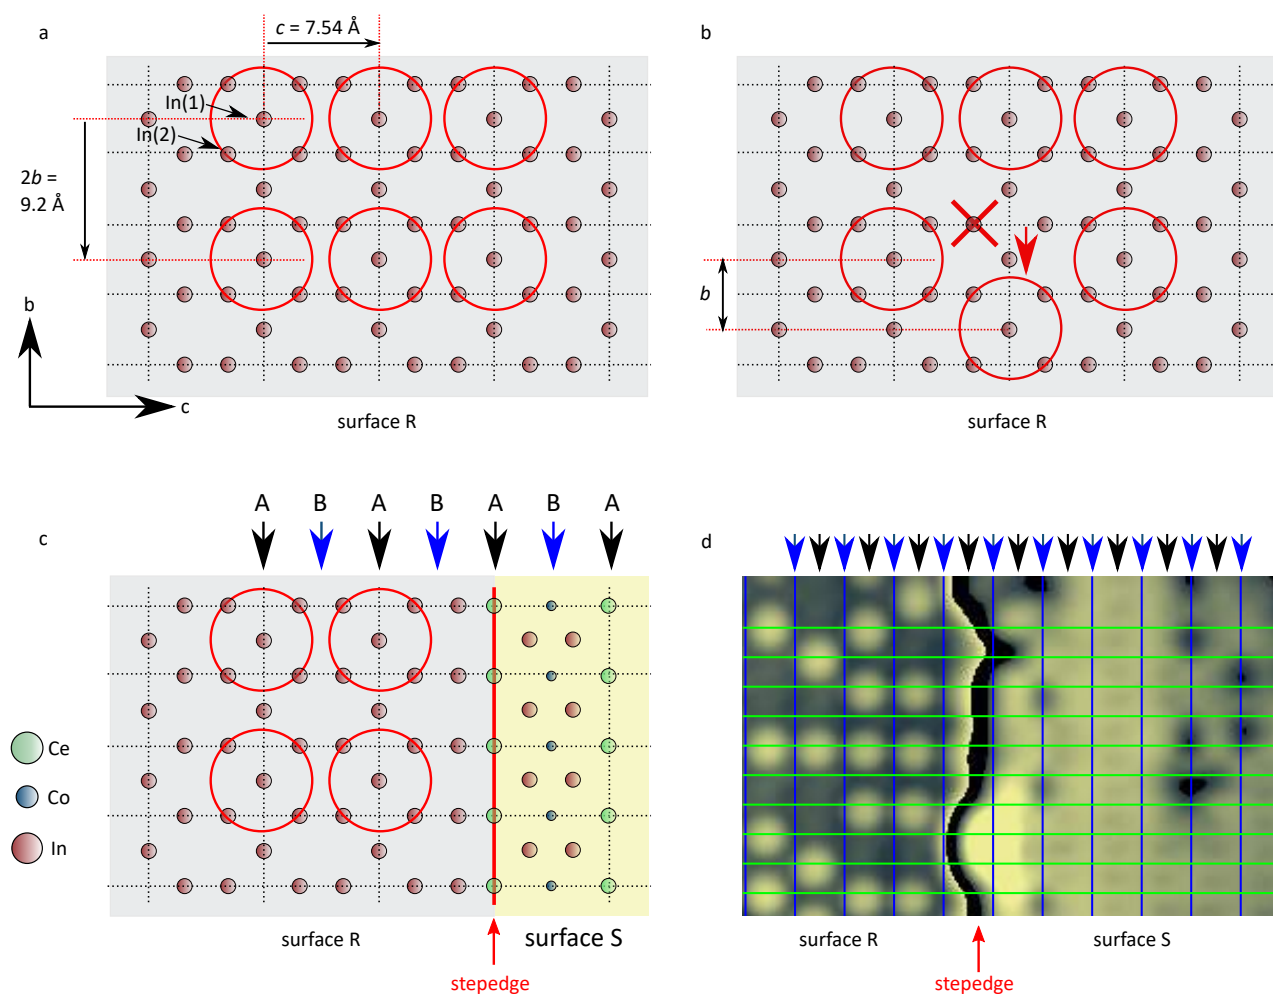 a
c = 7.54 Å
In(1)
In(2)
2b =
9.2 Å
b
c
surface R
b
b
surface R
c
A B A B A B A
Ce
Co
In
surface R
surface S
stepedge
d
surface R
surface S
stepedge